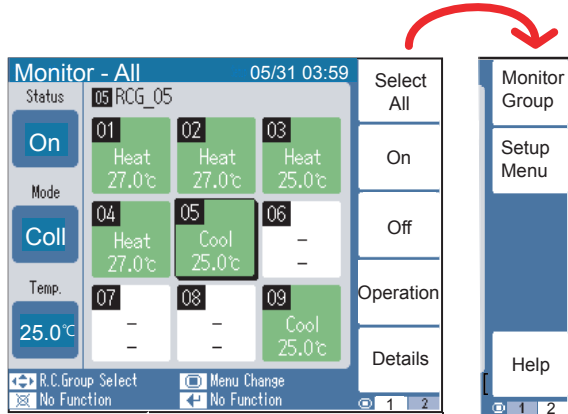 Monitor - All 05/31 03:59
Status
On
Mode
Coll
Temp.
25.0℃
05 RCG_05
01
Heat
27.0℃
02
Heat
27.0℃
03
Heat
25.0℃
04
Heat
27.0℃
05
Cool
25.0℃
06
–
–
07
–
–
08
–
–
09
Cool
25.0℃
R.C.Group Select
Menu Change
No Function
No Function
Select
All
On
Off
Operation
Details
1 2
Monitor
Group
Setup
Menu
Help
1 2